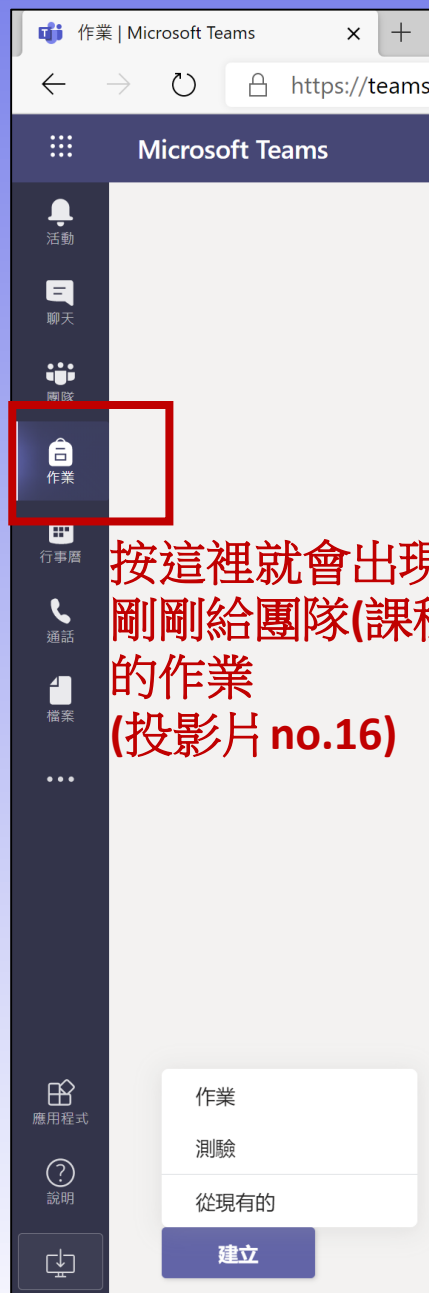 作業 | Microsoft Teams
https://teams
Microsoft Teams
活動
聊天
團隊
作業
行事曆
通話
檔案
按這裡就會出現
剛剛給團隊(課程
的作業
(投影片no.16)
應用程式
說明
作業
測驗
從現有的
建立